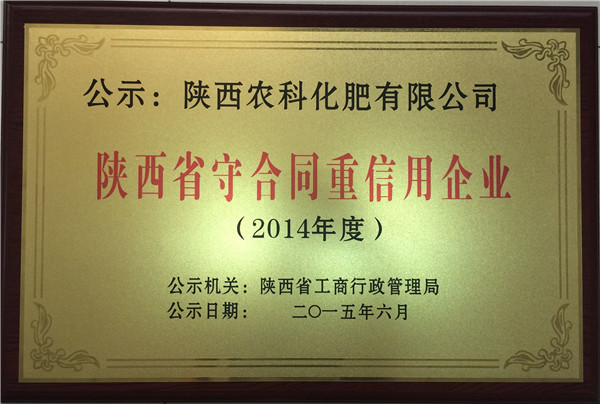 公示：陕西农科化肥有限公司
陕西省守合同重信用企业
（2014年度）
公示机关：陕西省工商行政管理局
公示日期：二〇一五年六月